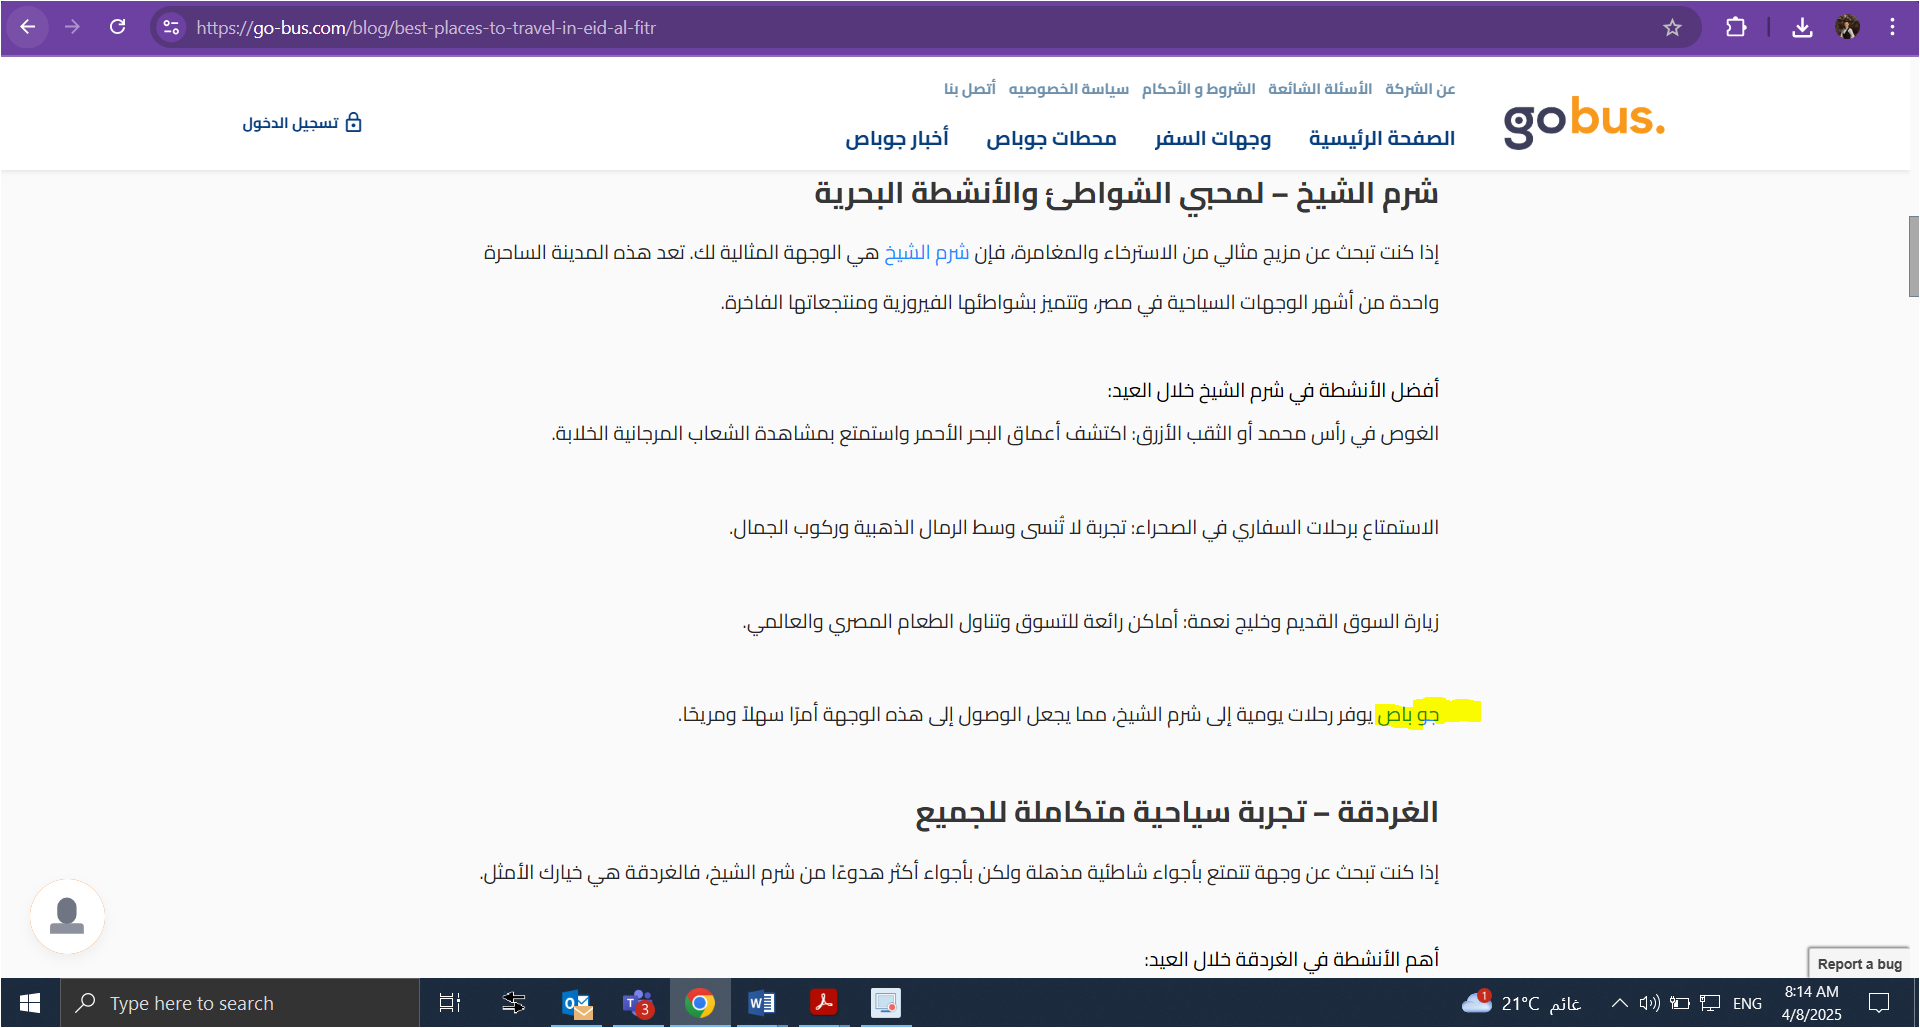 https://go-bus.com/blog/best-places-to-travel-in-eid-al-fitr
عن الشركة الأسئلة الشائعة الشروط و الأحكام سياسة الخصوصيه أتصل بنا
gobus.
الصفحة الرئيسية وجهات السفر محطات جوباص أخبار جوباص
تسجيل الدخول
شرم الشيخ – لمحبي الشواطئ والأنشطة البحرية
إذا كنت تبحث عن مزيج مثالي من الاسترخاء والمغامرة، فإن شرم الشيخ هي الوجهة المثالية لك. تعد هذه المدينة الساحرة
واحدة من أشهر الوجهات السياحية في مصر، وتتميز بشواطئها الفيروزية ومنتجعاتها الفاخرة.
أفضل الأنشطة في شرم الشيخ خلال العيد:
الغوص في رأس محمد أو الثقب الأزرق: اكتشف أعماق البحر الأحمر واستمتع بمشاهدة الشعاب المرجانية الخلابة.
الاستمتاع برحلات السفاري في الصحراء: تجربة لا تُنسى وسط الرمال الذهبية وركوب الجمال.
زيارة السوق القديم وخليج نعمة: أماكن رائعة للتسوق وتناول الطعام المصري والعالمي.
جو باص يوفر رحلات يومية إلى شرم الشيخ، مما يجعل الوصول إلى هذه الوجهة أمرًا سهلاً ومريحًا.
الغردقة – تجربة سياحية متكاملة للجميع
إذا كنت تبحث عن وجهة تتمتع بأجواء شاطئية مذهلة ولكن بأجواء أكثر هدوءًا من شرم الشيخ، فالغردقة هي خيارك الأمثل.
أهم الأنشطة في الغردقة خلال العيد:
Report a bug
Type here to search
3
1
21°C غائم
ENG
8:14 AM
4/8/2025